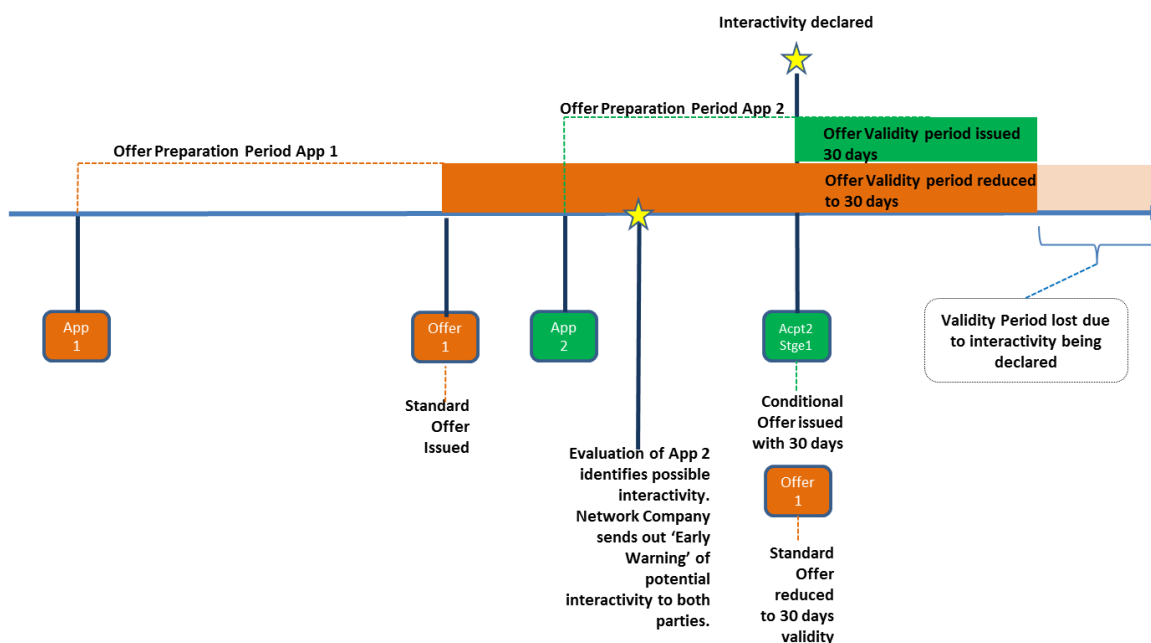 Interactivity declared
Offer Preparation Period App 2
Offer Validity period issued
30 days
Offer Preparation Period App 1
Offer Validity period reduced
to 30 days
App
1
Offer
1
App
2
Acpt2
Stge1
Validity Period lost due
to interactivity being
declared
Standard
Offer
Issued
Conditional
Offer issued
with 30 days
Evaluation of App 2
identifies possible
interactivity.
Network Company
sends out ‘Early
Warning’ of
potential
interactivity to both
parties.
Offer
1
Standard
Offer
reduced
to 30 days
validity